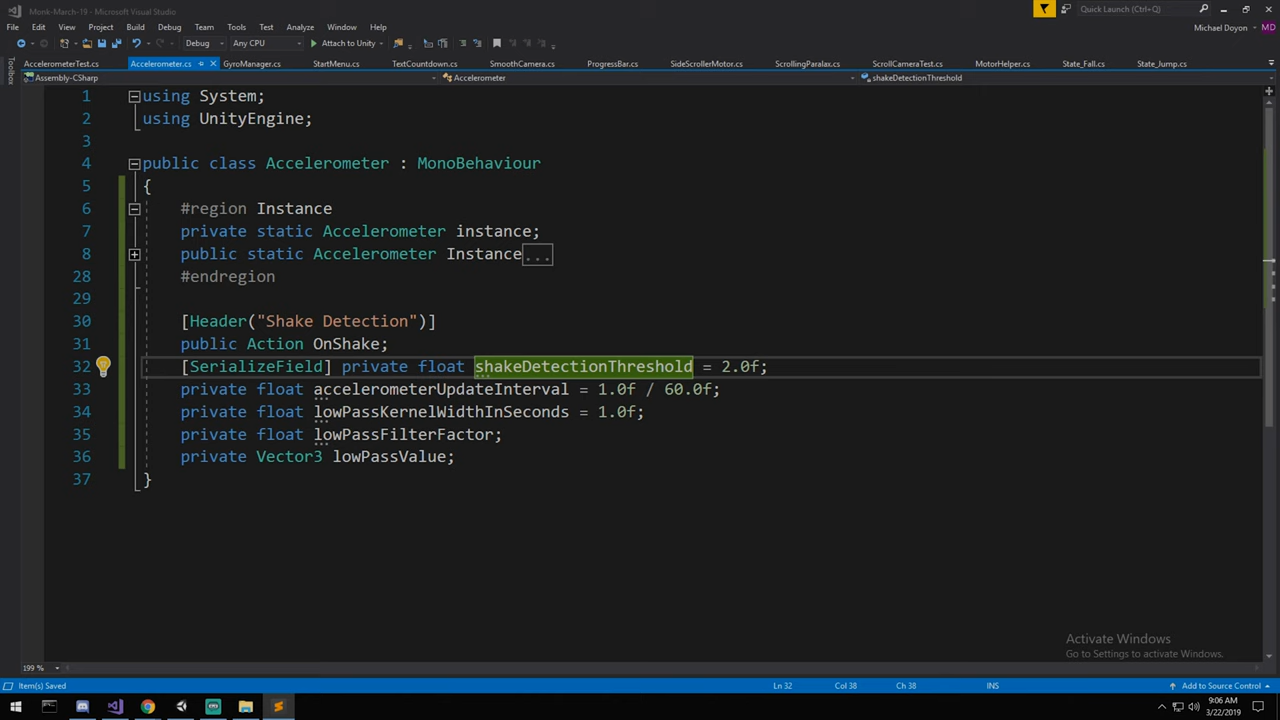 Monk-March-19 - Microsoft Visual Studio
Quick Launch (Ctrl+Q)
File Edit View Project Build Debug Team Tools Test Analyze Window Help
Michael Doyon MD
Debug Any CPU Attach to Unity
Toolbox
AccelerometerTest.cs Accelerometer.cs GyroManager.cs StartMenu.cs TextCountdown.cs SmoothCamera.cs ProgressBar.cs SideScrollerMotor.cs ScrollingParalax.cs ScrollCameraTest.cs MotorHelper.cs State_Fall.cs State_Jump.cs
Assembly-CSharp Accelerometer shakeDetectionThreshold
1 using System;
2 using UnityEngine;
3
4 public class Accelerometer : MonoBehaviour
5 {
6 #region Instance
7 private static Accelerometer instance;
8 public static Accelerometer Instance...
28 #endregion
29
30 [Header("Shake Detection")]
31 public Action OnShake;
32 [SerializeField] private float shakeDetectionThreshold = 2.0f;
33 private float accelerometerUpdateInterval = 1.0f / 60.0f;
34 private float lowPassKernelWidthInSeconds = 1.0f;
35 private float lowPassFilterFactor;
36 private Vector3 lowPassValue;
37 }
Activate Windows
Go to Settings to activate Windows.
199 %
Item(s) Saved Ln 32 Col 38 Ch 38 INS Add to Source Control
9:06 AM
3/22/2019